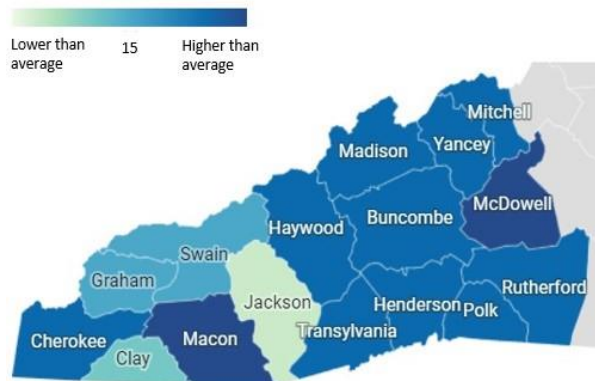 Lower than average
15
Higher than average
Mitchell
Yancey
Madison
McDowell
Buncombe
Haywood
Swain
Graham
Rutherford
Jackson
Henderson
Polk
Transylvania
Cherokee
Macon
Clay